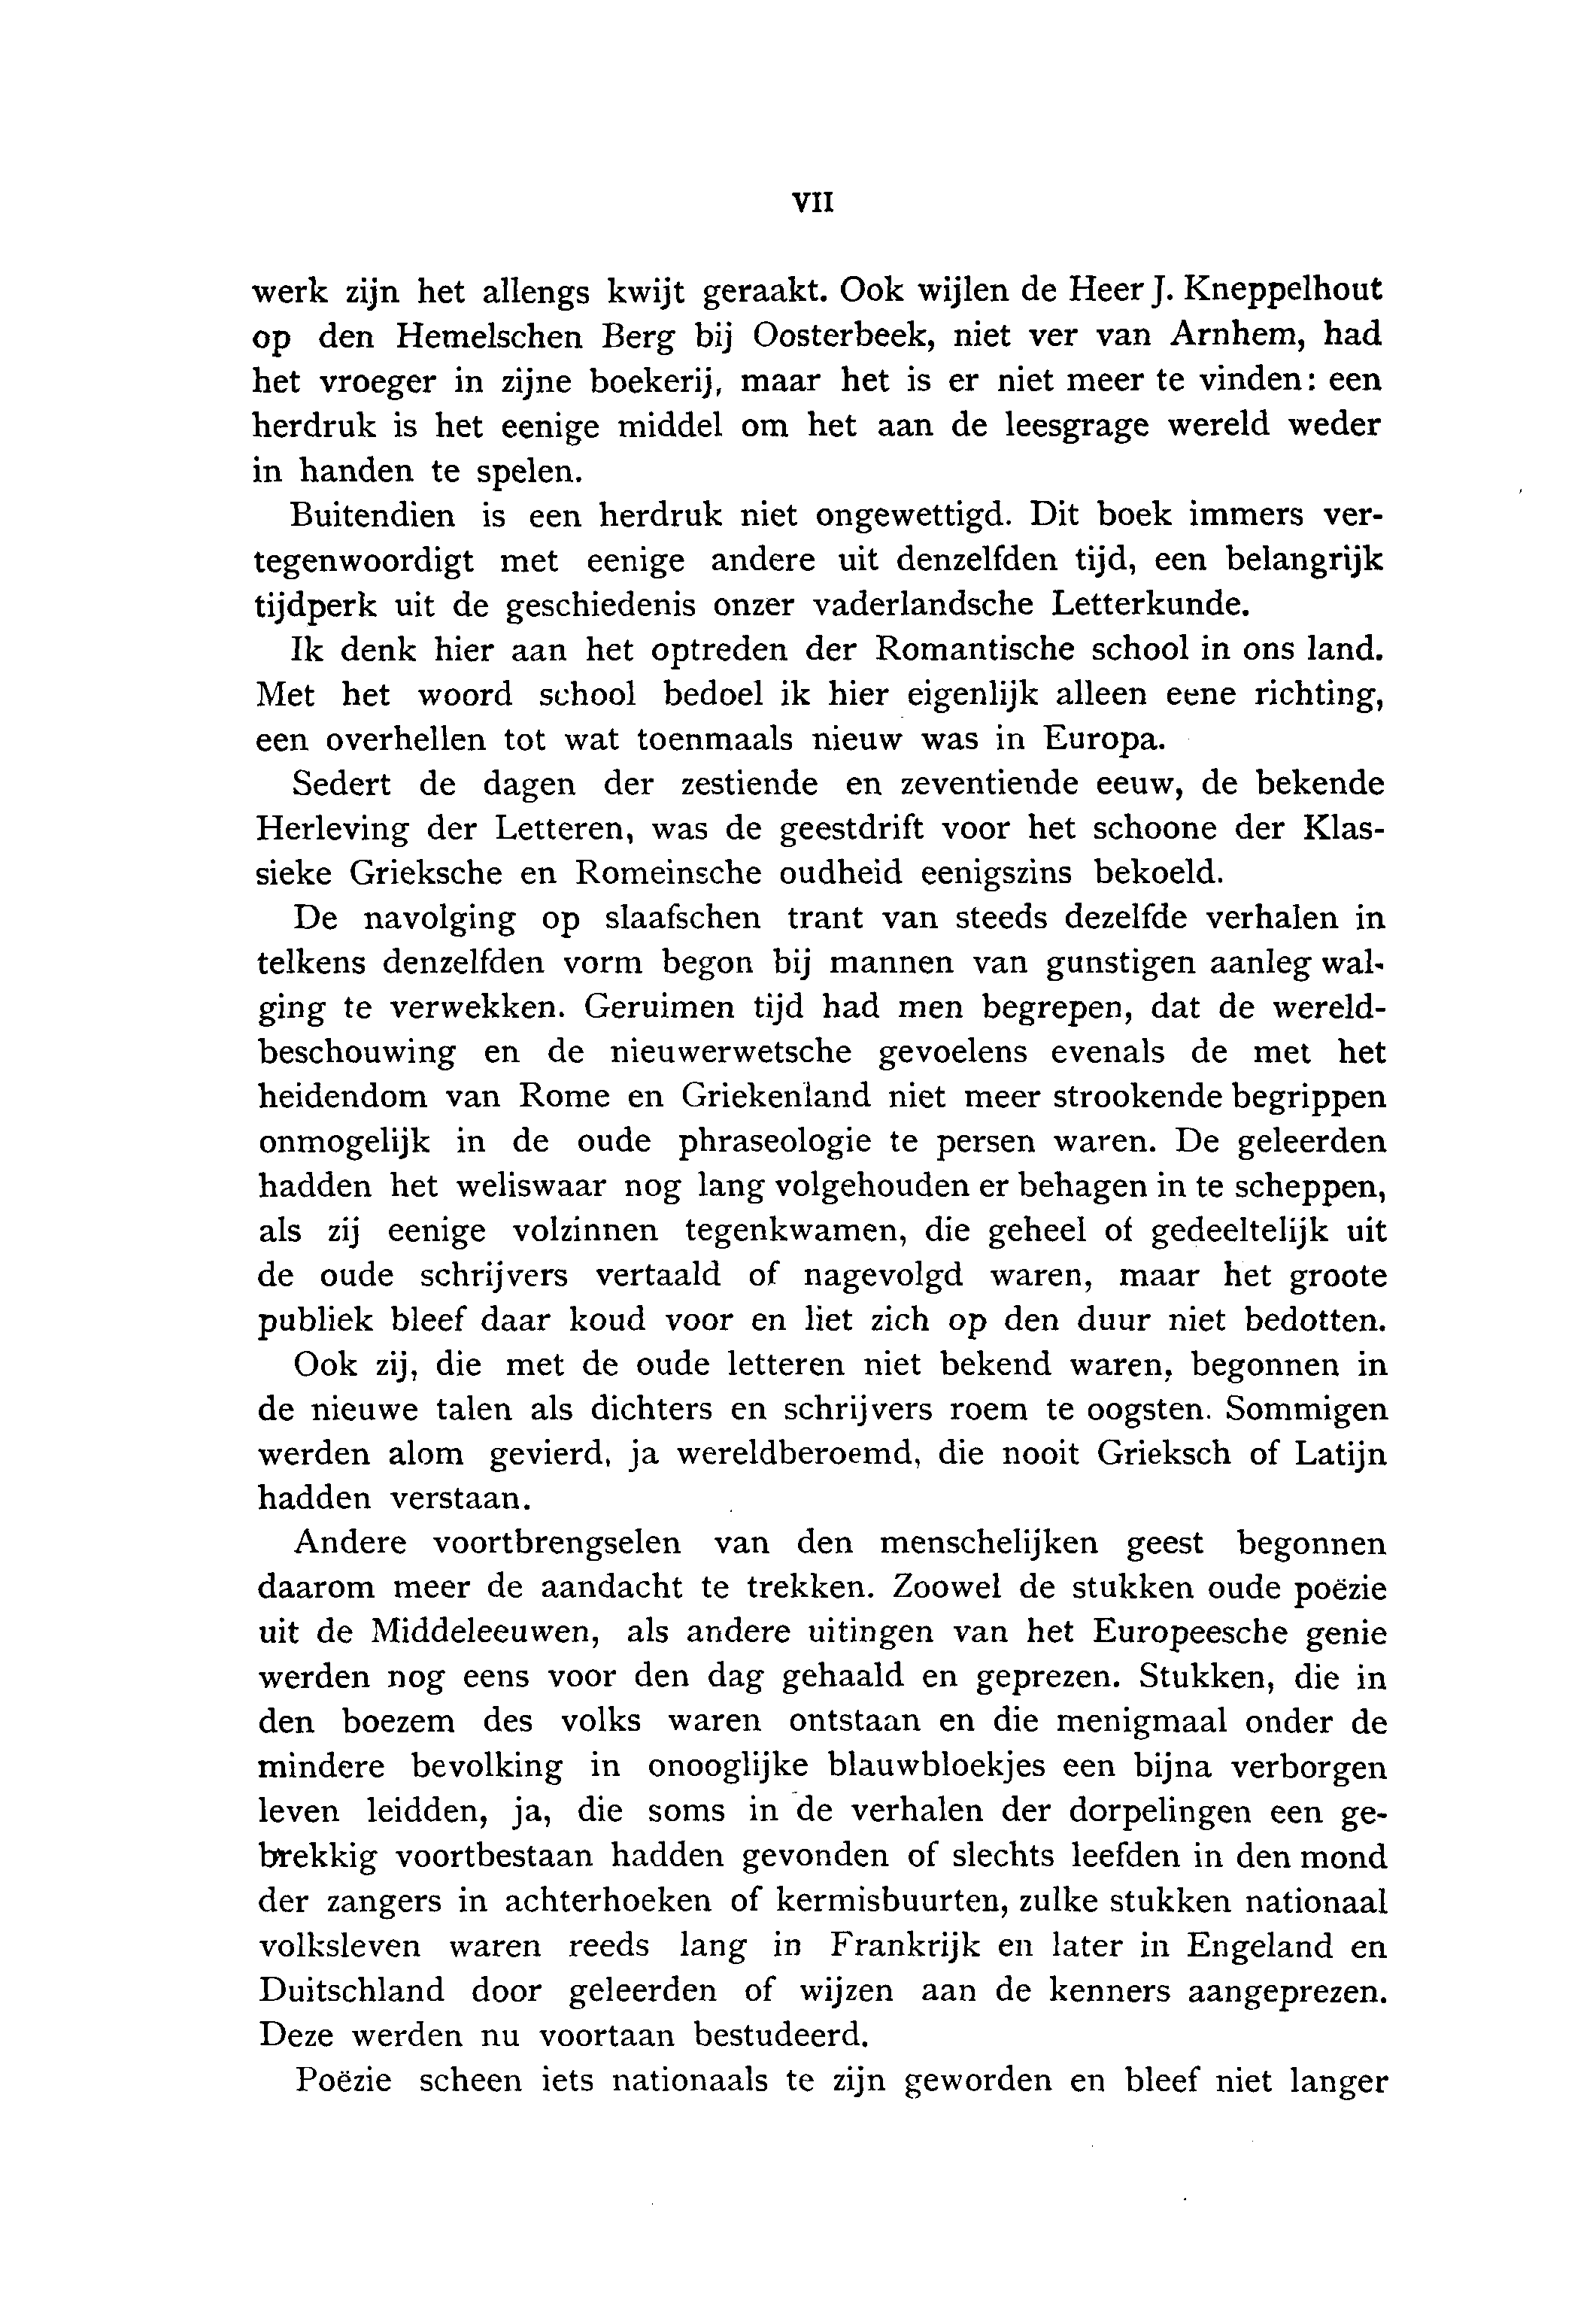 VII
werk zijn het allengs kwijt geraakt. Ook wijlen de Heer J. Kneppelhout
op den Hemelschen Berg bij Oosterbeek, niet ver van Arnhem, had
het vroeger in zijne boekerij, maar het is er niet meer te vinden: een
herdruk is het eenige middel om het aan de leesgrage wereld weder
in handen te spelen.
Buitendien is een herdruk niet ongewettigd. Dit boek immers ver-
tegenwoordigt met eenige andere uit denzelfden tijd, een belangrijk
tijdperk uit de geschiedenis onzer vaderlandsche Letterkunde.
Ik denk hier aan het optreden der Romantische school in ons land.
Met het woord school bedoel ik hier eigenlijk alleen eene richting,
een overhellen tot wat toenmaals nieuw was in Europa.
Sedert de dagen der zestiende en zeventiende eeuw, de bekende
Herleving der Letteren, was de geestdrift voor het schoone der Klas-
sieke Grieksche en Romeinsche oudheid eenigszins bekoeld.
De navolging op slaafschen trant van steeds dezelfde verhalen in
telkens denzelfden vorm begon bij mannen van gunstigen aanleg wal-
ging te verwekken. Geruimen tijd had men begrepen, dat de wereld-
beschouwing en de nieuwerwetsche gevoelens evenals de met het
heidendom van Rome en Griekenland niet meer strookende begrippen
onmogelijk in de oude phraseologie te persen waren. De geleerden
hadden het weliswaar nog lang volgehouden er behagen in te scheppen,
als zij eenige volzinnen tegenkwamen, die geheel of gedeeltelijk uit
de oude schrijvers vertaald of nagevolgd waren, maar het groote
publiek bleef daar koud voor en liet zich op den duur niet bedotten.
Ook zij, die met de oude letteren niet bekend waren, begonnen in
de nieuwe talen als dichters en schrijvers roem te oogsten. Sommigen
werden alom gevierd, ja wereldberoemd, die nooit Grieksch of Latijn
hadden verstaan.
Andere voortbrengselen van den menschelijken geest begonnen
daarom meer de aandacht te trekken. Zoowel de stukken oude poëzie
uit de Middeleeuwen, als andere uitingen van het Europeesche genie
werden nog eens voor den dag gehaald en geprezen. Stukken, die in
den boezem des volks waren ontstaan en die menigmaal onder de
mindere bevolking in onooglijke blauwbloekjes een bijna verborgen
leven leidden, ja, die soms in de verhalen der dorpelingen een ge-
brekkig voortbestaan hadden gevonden of slechts leefden in den mond
der zangers in achterhoeken of kermisbuurten, zulke stukken nationaal
volksleven waren reeds lang in Frankrijk en later in Engeland en
Duitschland door geleerden of wijzen aan de kenners aangeprezen.
Deze werden nu voortaan bestudeerd.
Poëzie scheen iets nationaals te zijn geworden en bleef niet langer